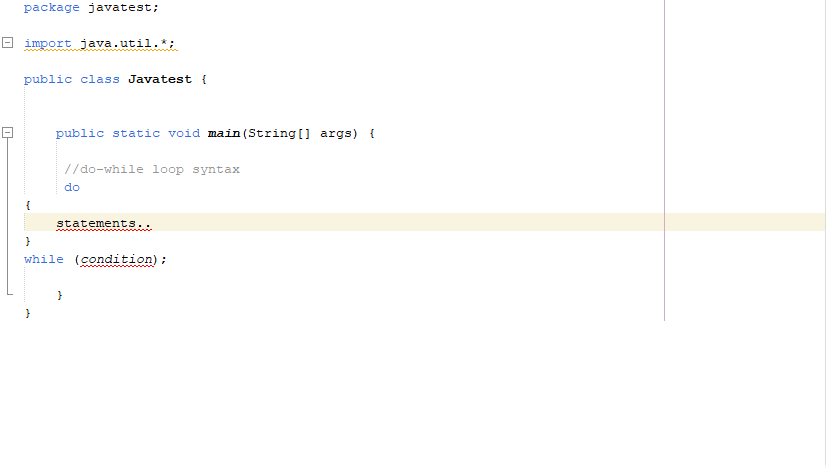 package javatest;
import java.util.*;
public class Javatest {
public static void main(String[] args) {
//do-while loop syntax
do
{
statements..
}
while (condition);
}
}